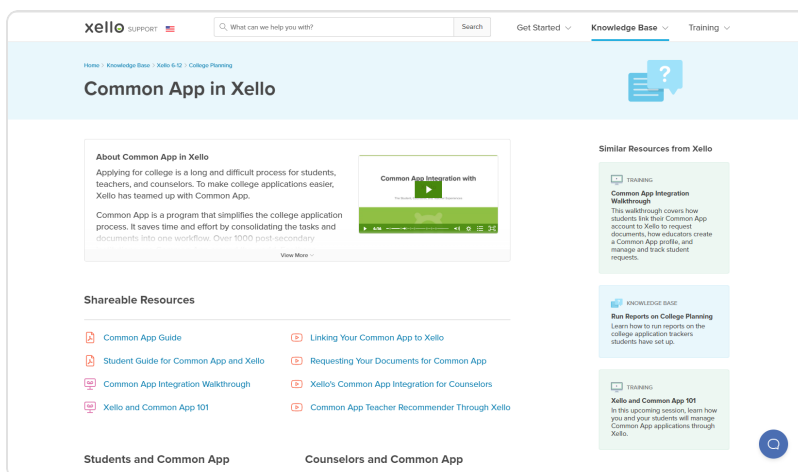 xello SUPPORT
What can we help you with?
Search
Get Started
Knowledge Base
Training
Home > Knowledge Base > Xello 6-12 > College Planning
Common App in Xello
About Common App in Xello
Applying for college is a long and difficult process for students,
teachers, and counselors. To make college applications easier,
Xello has teamed up with Common App.
Common App is a program that simplifies the college application
process. It saves time and effort by consolidating the tasks and
documents into one workflow. Over 1000 post-secondary
View More
Common App Integration with
Shareable Resources
Common App Guide
Student Guide for Common App and Xello
Common App Integration Walkthrough
Xello and Common App 101
Linking Your Common App to Xello
Requesting Your Documents for Common App
Xello's Common App Integration for Counselors
Common App Teacher Recommender Through Xello
Students and Common App
Counselors and Common App
Similar Resources from Xello
TRAINING
Common App Integration
Walkthrough
This walkthrough covers how
students link their Common App
account to Xello to request
documents, how educators create
a Common App profile, and
manage and track student
requests.
KNOWLEDGE BASE
Run Reports on College Planning
Learn how to run reports on the
college application trackers
students have set up.
TRAINING
Xello and Common App 101
In this upcoming session, learn how
you and your students will manage
Common App applications through
Xello.